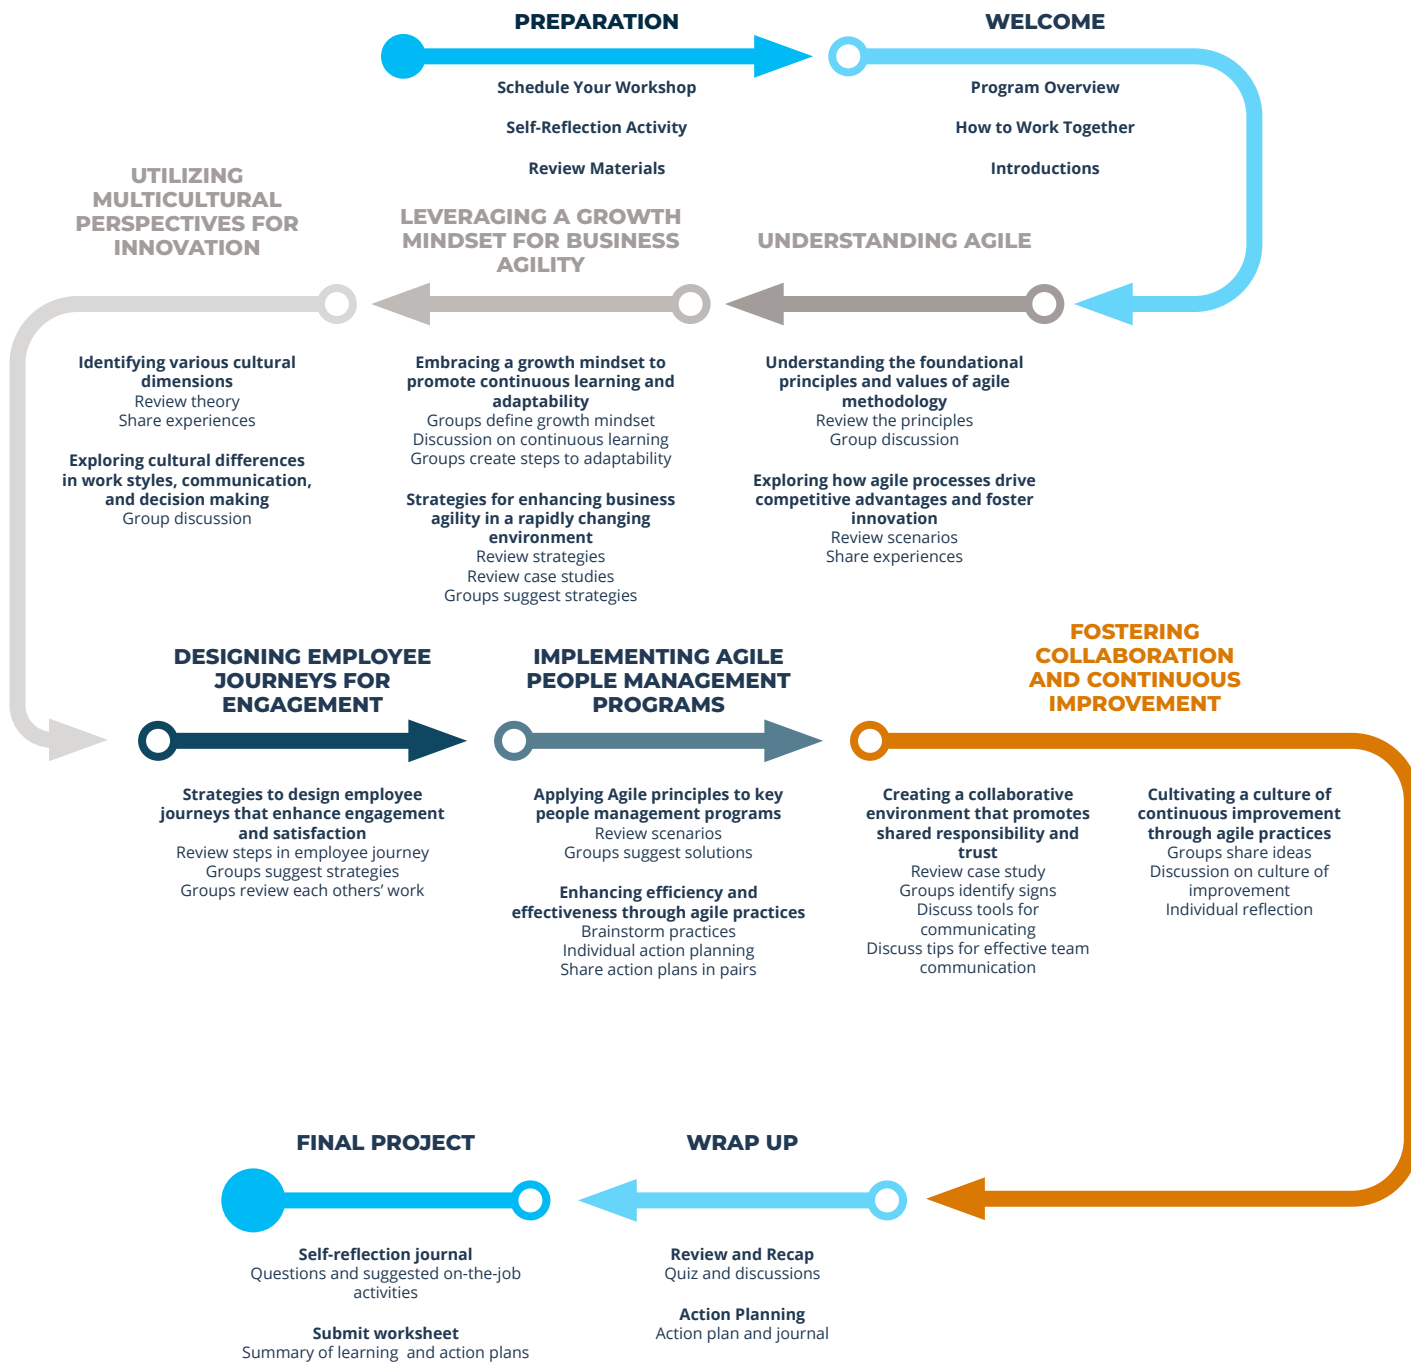 PREPARATION
Schedule Your Workshop
Self-Reflection Activity
Review Materials
WELCOME
Program Overview
How to Work Together
Introductions
UNDERSTANDING AGILE
Understanding the foundational
principles and values of agile
methodology
Review the principles
Group discussion
Exploring how agile processes drive
competitive advantages and foster
innovation
Review scenarios
Share experiences
LEVERAGING A GROWTH
MINDSET FOR BUSINESS
AGILITY
Embracing a growth mindset to
promote continuous learning and
adaptability
Groups define growth mindset
Discussion on continuous learning
Groups create steps to adaptability
Strategies for enhancing business
agility in a rapidly changing
environment
Review strategies
Review case studies
Groups suggest strategies
UTILIZING
MULTICULTURAL
PERSPECTIVES FOR
INNOVATION
Identifying various cultural
dimensions
Review theory
Share experiences
Exploring cultural differences
in work styles, communication,
and decision making
Group discussion
DESIGNING EMPLOYEE
JOURNEYS FOR
ENGAGEMENT
Strategies to design employee
journeys that enhance engagement
and satisfaction
Review steps in employee journey
Groups suggest strategies
Groups review each others’ work
IMPLEMENTING AGILE
PEOPLE MANAGEMENT
PROGRAMS
Applying Agile principles to key
people management programs
Review scenarios
Groups suggest solutions
Enhancing efficiency and
effectiveness through agile practices
Brainstorm practices
Individual action planning
Share action plans in pairs
FOSTERING
COLLABORATION
AND CONTINUOUS
IMPROVEMENT
Creating a collaborative
environment that promotes
shared responsibility and
trust
Review case study
Groups identify signs
Discuss tools for
communicating
Discuss tips for effective team
communication
Cultivating a culture of
continuous improvement
through agile practices
Groups share ideas
Discussion on culture of
improvement
Individual reflection
WRAP UP
Review and Recap
Quiz and discussions
Action Planning
Action plan and journal
FINAL PROJECT
Self-reflection journal
Questions and suggested on-the-job
activities
Submit worksheet
Summary of learning and action plans